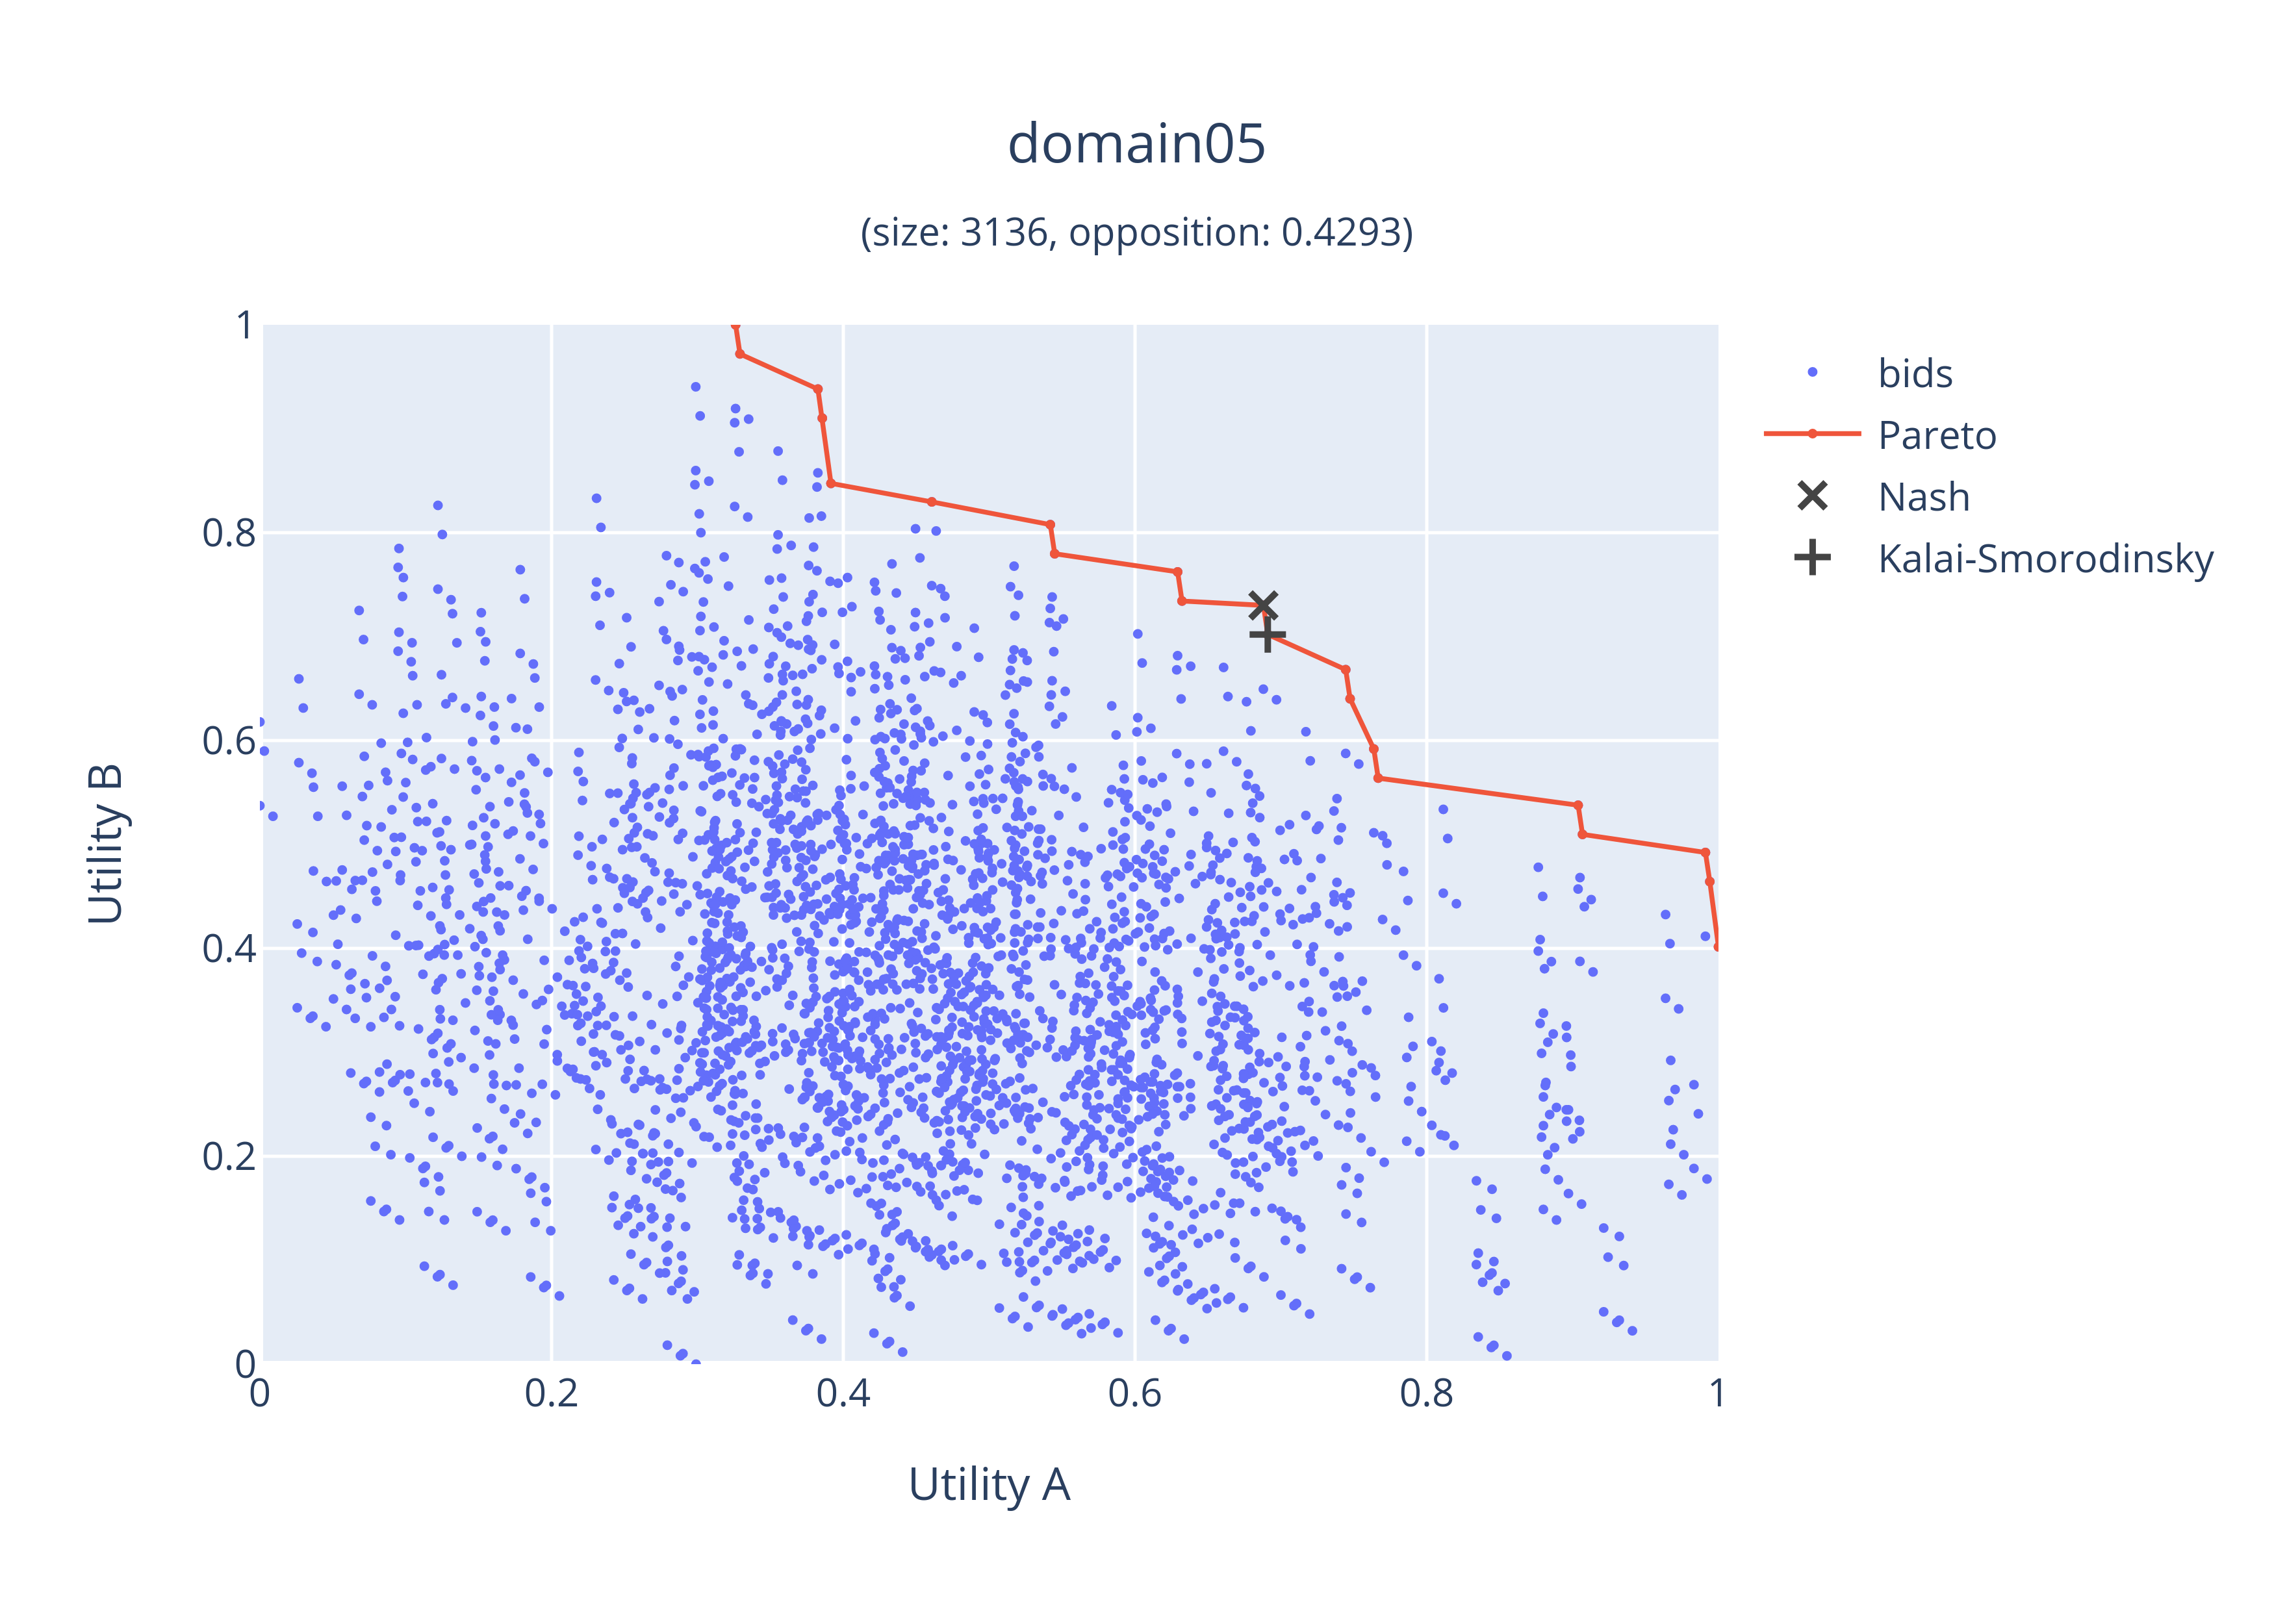 domain05
(size: 3136, opposition: 0.4293)
1
0.8
0.6
0.4
0.2
0
0 0.2 0.4 0.6 0.8 1
Utility A
Utility B
bids
Pareto
Nash
Kalai-Smorodinsky